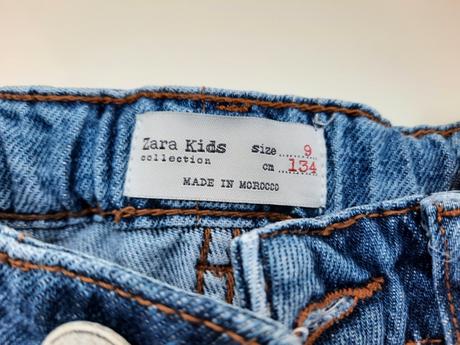 Zara Kids size 9
collection cm 134
MADE IN MOROCCO